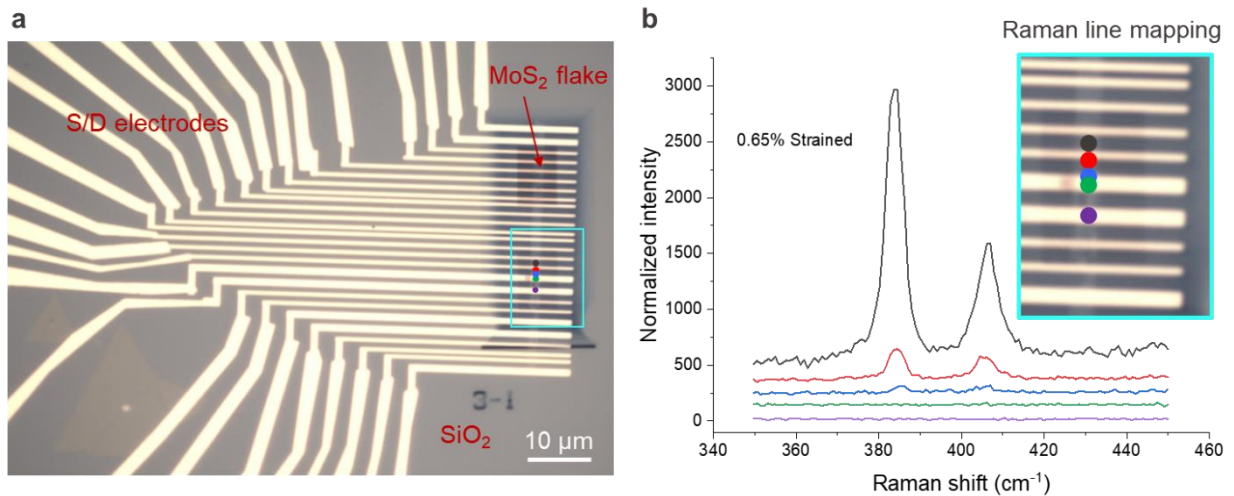 a
MoS₂ flake
S/D electrodes
3-1
SiO₂
10 µm
b
Raman line mapping
0.65% Strained
Normalized intensity
3000
2500
2000
1500
1000
500
0
340 360 380 400 420 440 460
Raman shift (cm⁻¹)